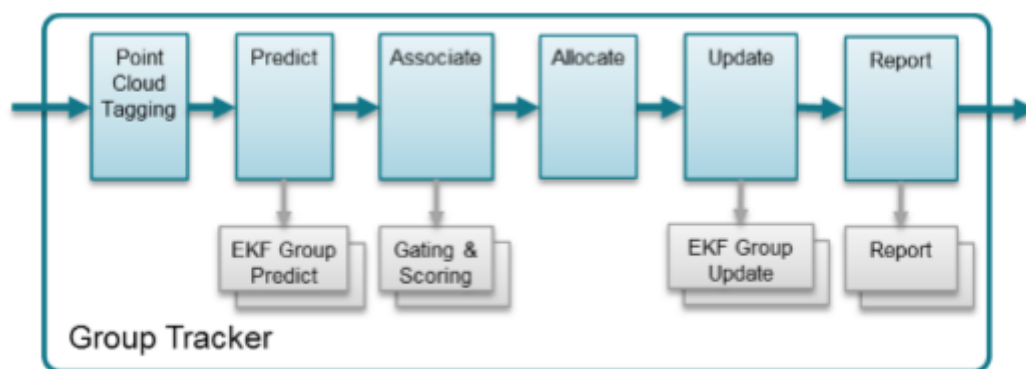 Point
Cloud
Tagging
Predict
Associate
Allocate
Update
Report
EKF Group
Predict
Gating &
Scoring
EKF Group
Update
Report
Group Tracker